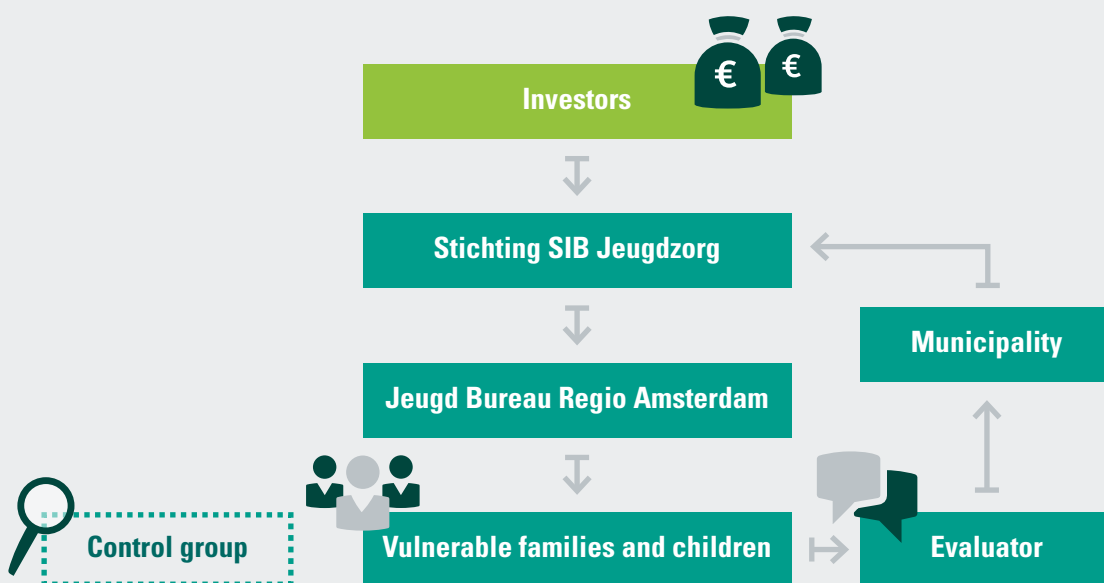 € €
Investors
Stichting SIB Jeugdzorg
Municipality
Jeugd Bureau Regio Amsterdam
Control group
Vulnerable families and children
Evaluator